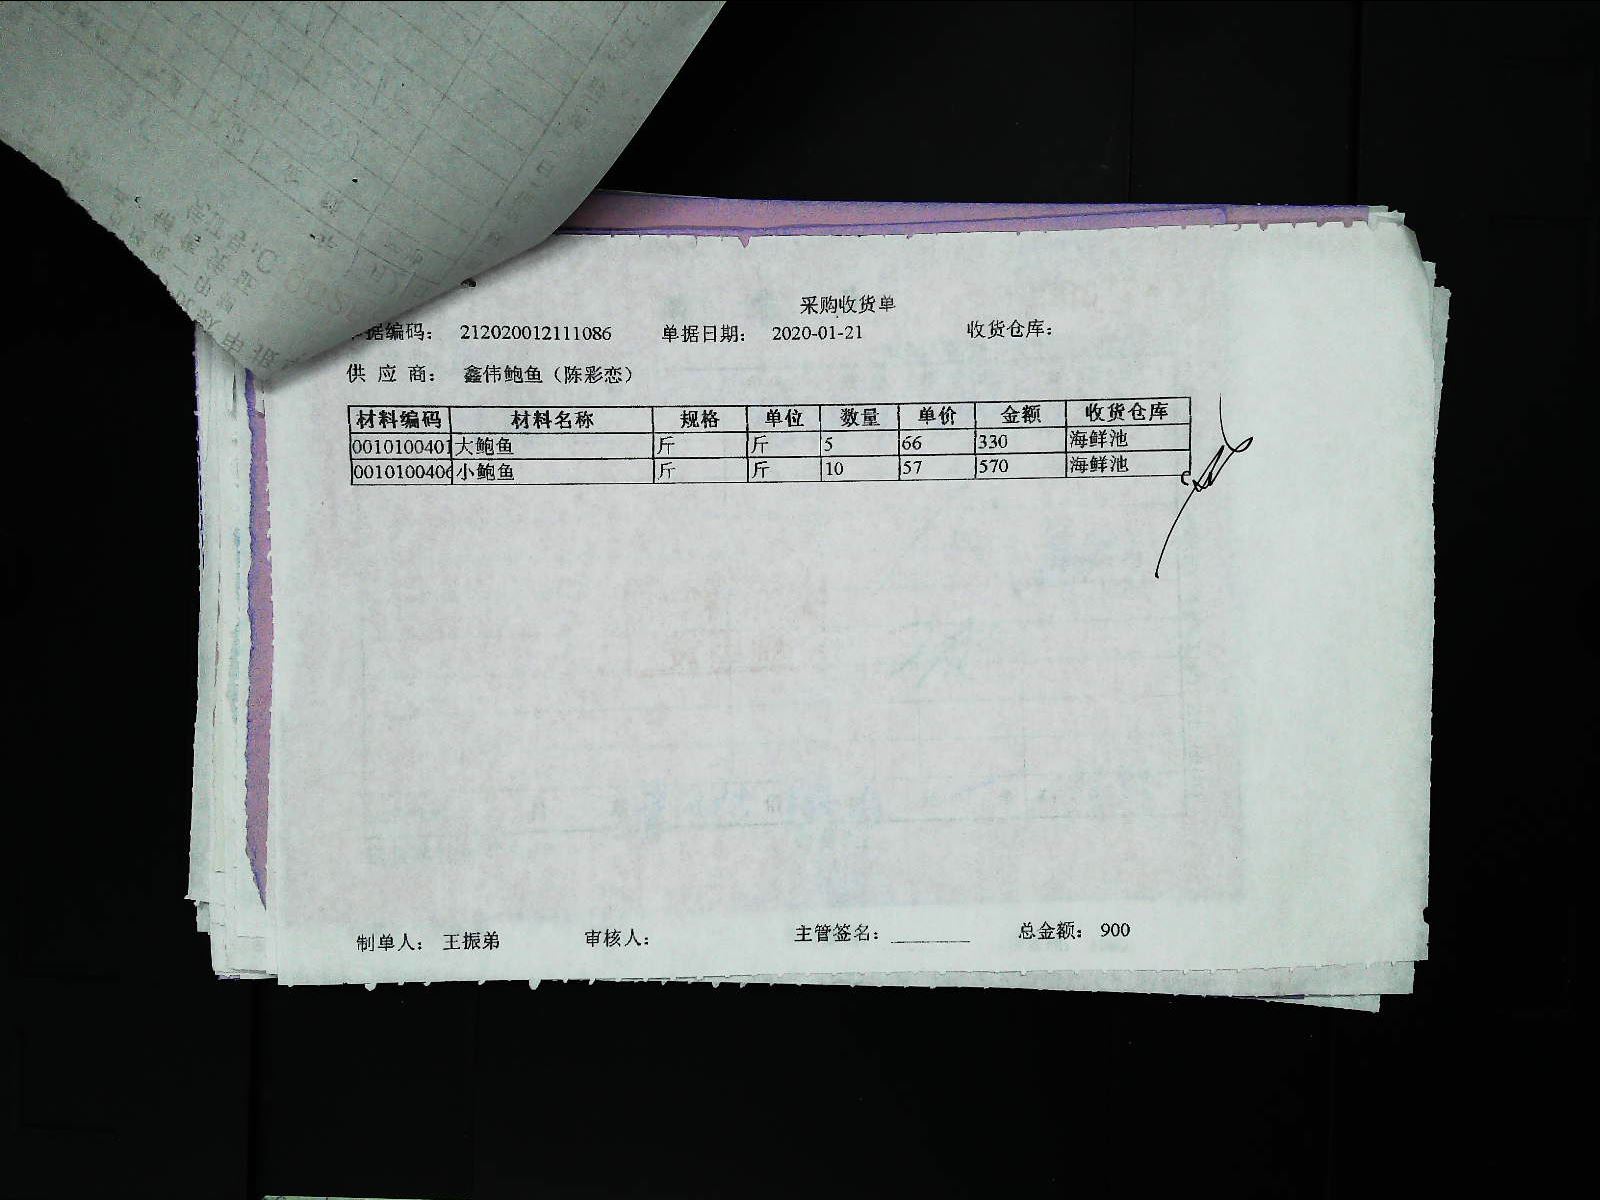 采购收货单
据编码： 212020012111086 单据日期： 2020-01-21 收货仓库：
供 应 商： 鑫伟鲍鱼（陈彩恋）
材料编码 材料名称 规格 单位 数量 单价 金额 收货仓库
0010100401 大鲍鱼 斤 斤 5 66 330 海鲜池
0010100406 小鲍鱼 斤 斤 10 57 570 海鲜池
制单人： 王振弟 审核人： 主管签名： 总金额： 900